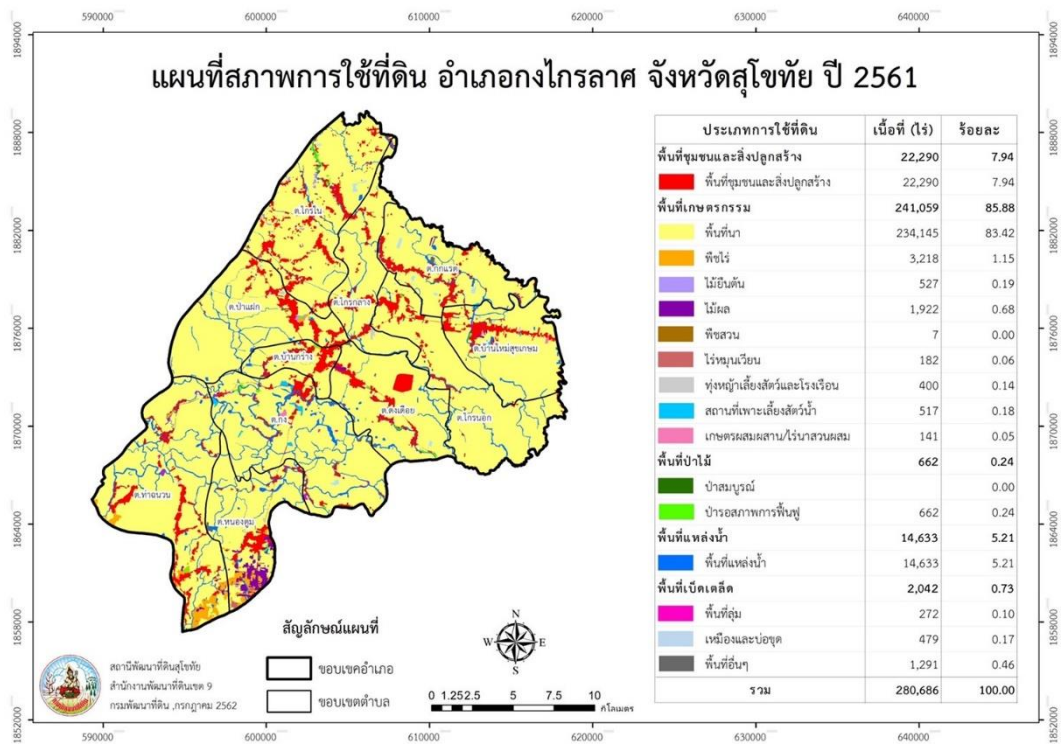 590000 600000 610000 620000 630000 640000
แผนที่สภาพการใช้ที่ดิน อำเภอกงไกรลาศ จังหวัดสุโขทัย ปี 2561
1894000 1894000
1888000 1888000
1882000 1882000
1876000 1876000
1870000 1870000
1864000 1864000
1858000 1858000
1852000 1852000
ต.ไกรใน
ต.กกแรต
ต.ป่าแฝก
ต.ไกรกลาง
ต.บ้านใหม่สุขเกษม
ต.บ้านกร่าง
ต.กง
ต.ดงเดือย
ต.ไกรนอก
ต.ท่าฉนวน
ต.หนองตูม
ประเภทการใช้ที่ดิน เนื้อที่ (ไร่) ร้อยละ
พื้นที่ชุมชนและสิ่งปลูกสร้าง 22,290 7.94
พื้นที่ชุมชนและสิ่งปลูกสร้าง 22,290 7.94
พื้นที่เกษตรกรรม 241,059 85.88
พื้นที่นา 234,145 83.42
พืชไร่ 3,218 1.15
ไม้ยืนต้น 527 0.19
ไม้ผล 1,922 0.68
พืชสวน 7 0.00
ไร่หมุนเวียน 182 0.06
ทุ่งหญ้าเลี้ยงสัตว์และโรงเรือน 400 0.14
สถานที่เพาะเลี้ยงสัตว์น้ำ 517 0.18
เกษตรผสมผสาน/ไร่นาสวนผสม 141 0.05
พื้นที่ป่าไม้ 662 0.24
ป่าสมบูรณ์ 0.00
ป่ารอสภาพการฟื้นฟู 662 0.24
พื้นที่แหล่งน้ำ 14,633 5.21
พื้นที่แหล่งน้ำ 14,633 5.21
พื้นที่เบ็ดเตล็ด 2,042 0.73
พื้นที่ลุ่ม 272 0.10
เหมืองและบ่อขุด 479 0.17
พื้นที่อื่นๆ 1,291 0.46
รวม 280,686 100.00
สัญลักษณ์แผนที่
ขอบเขตอำเภอ
ขอบเขตตำบล
N
W E
S
0 1.25 2.5 5 7.5 10
กิโลเมตร
สถานีพัฒนาที่ดินสุโขทัย
สำนักงานพัฒนาที่ดินเขต 9
กรมพัฒนาที่ดิน ,กรกฎาคม 2562
590000 600000 610000 620000 630000 640000